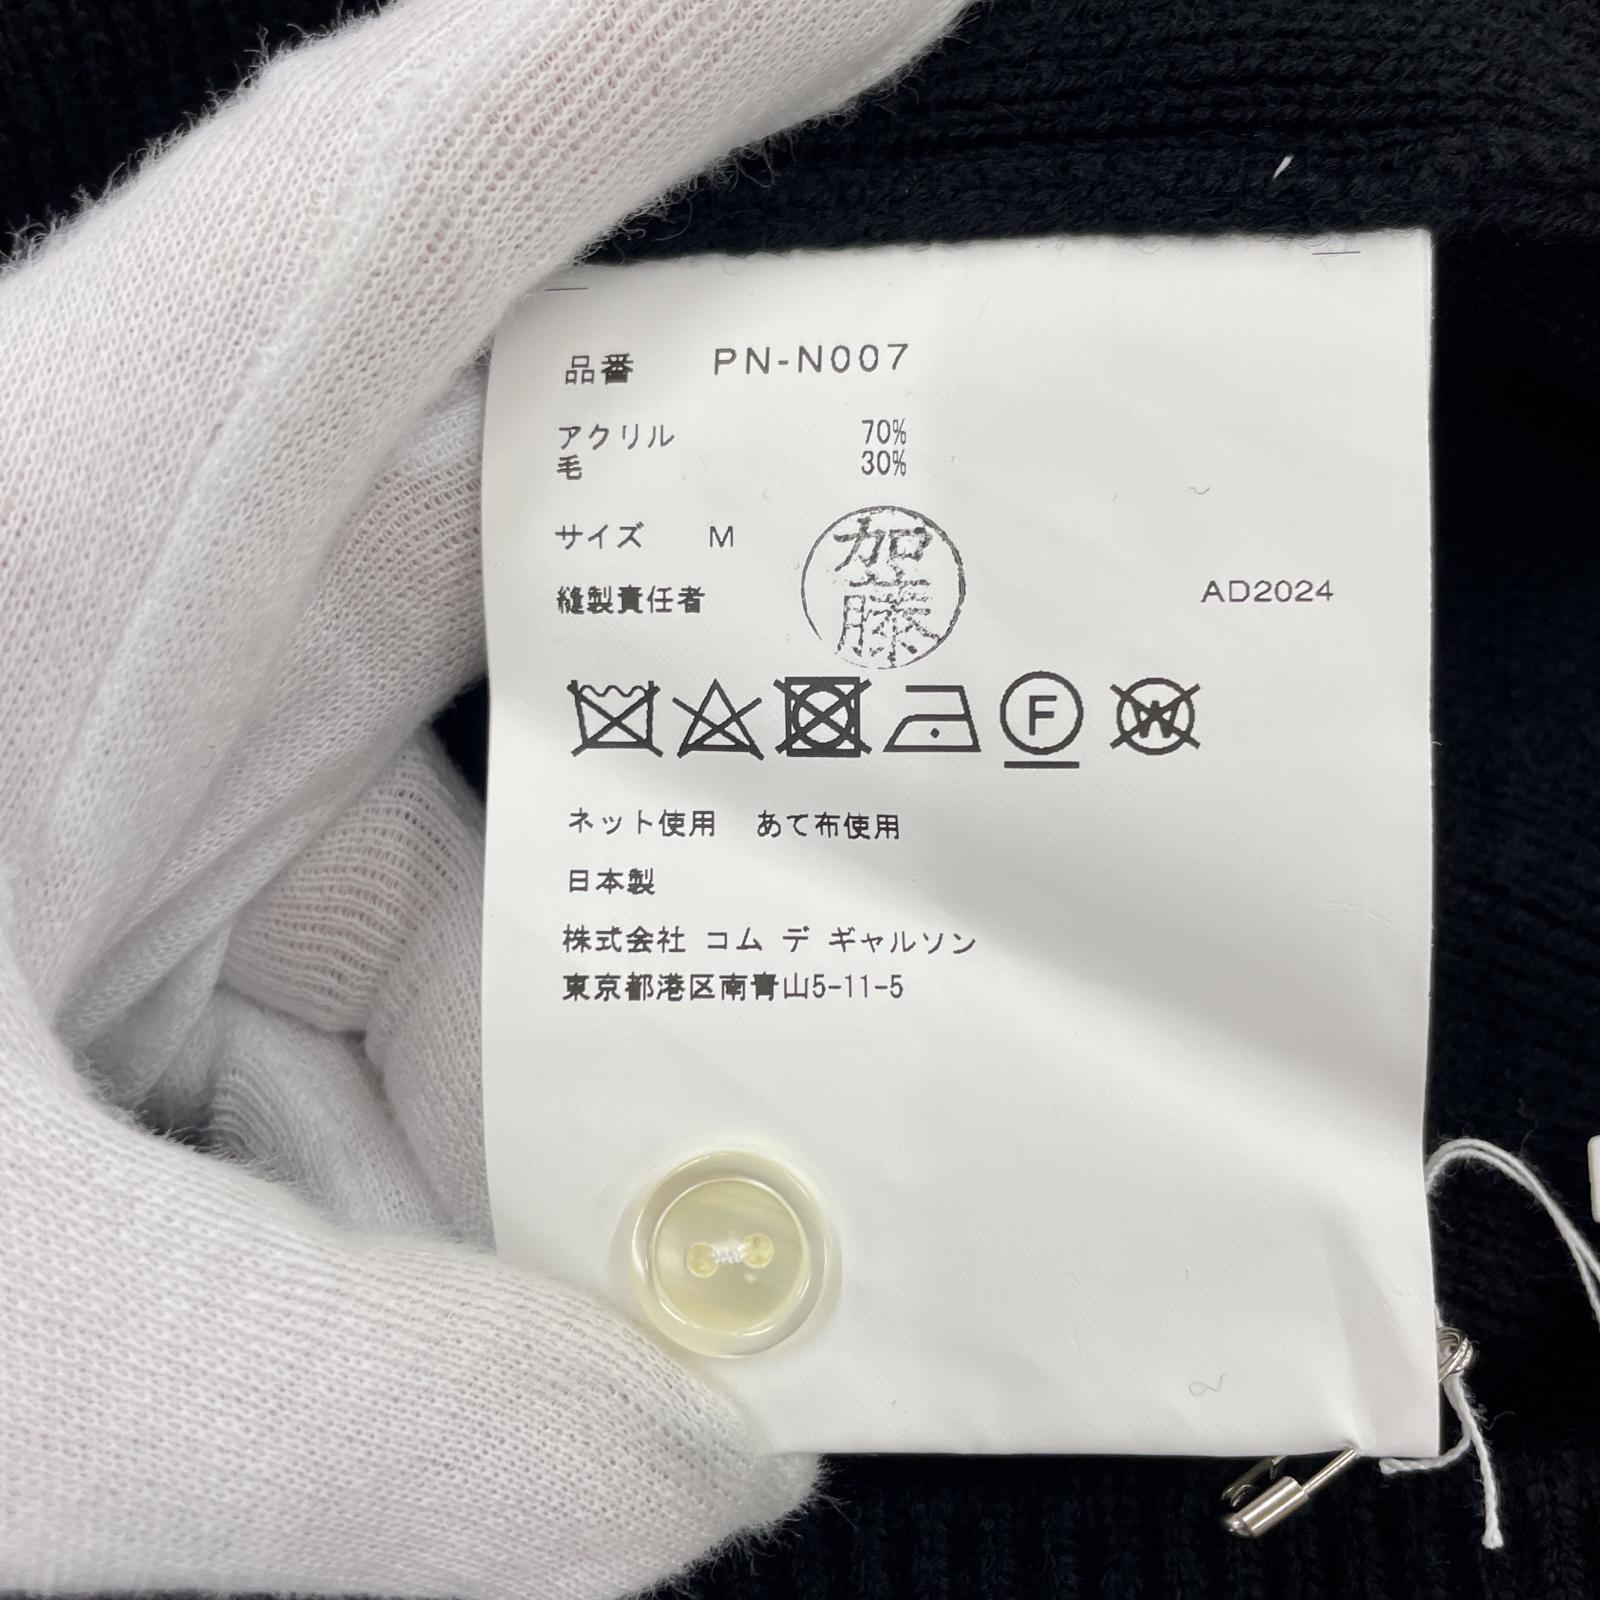 品番 PN-N007
アクリル 70%
毛 30%
サイズ M
縫製責任者 加藤
AD2024
F W
ネット使用 あて布使用
日本製
株式会社 コム デ ギャルソン
東京都港区南青山5-11-5